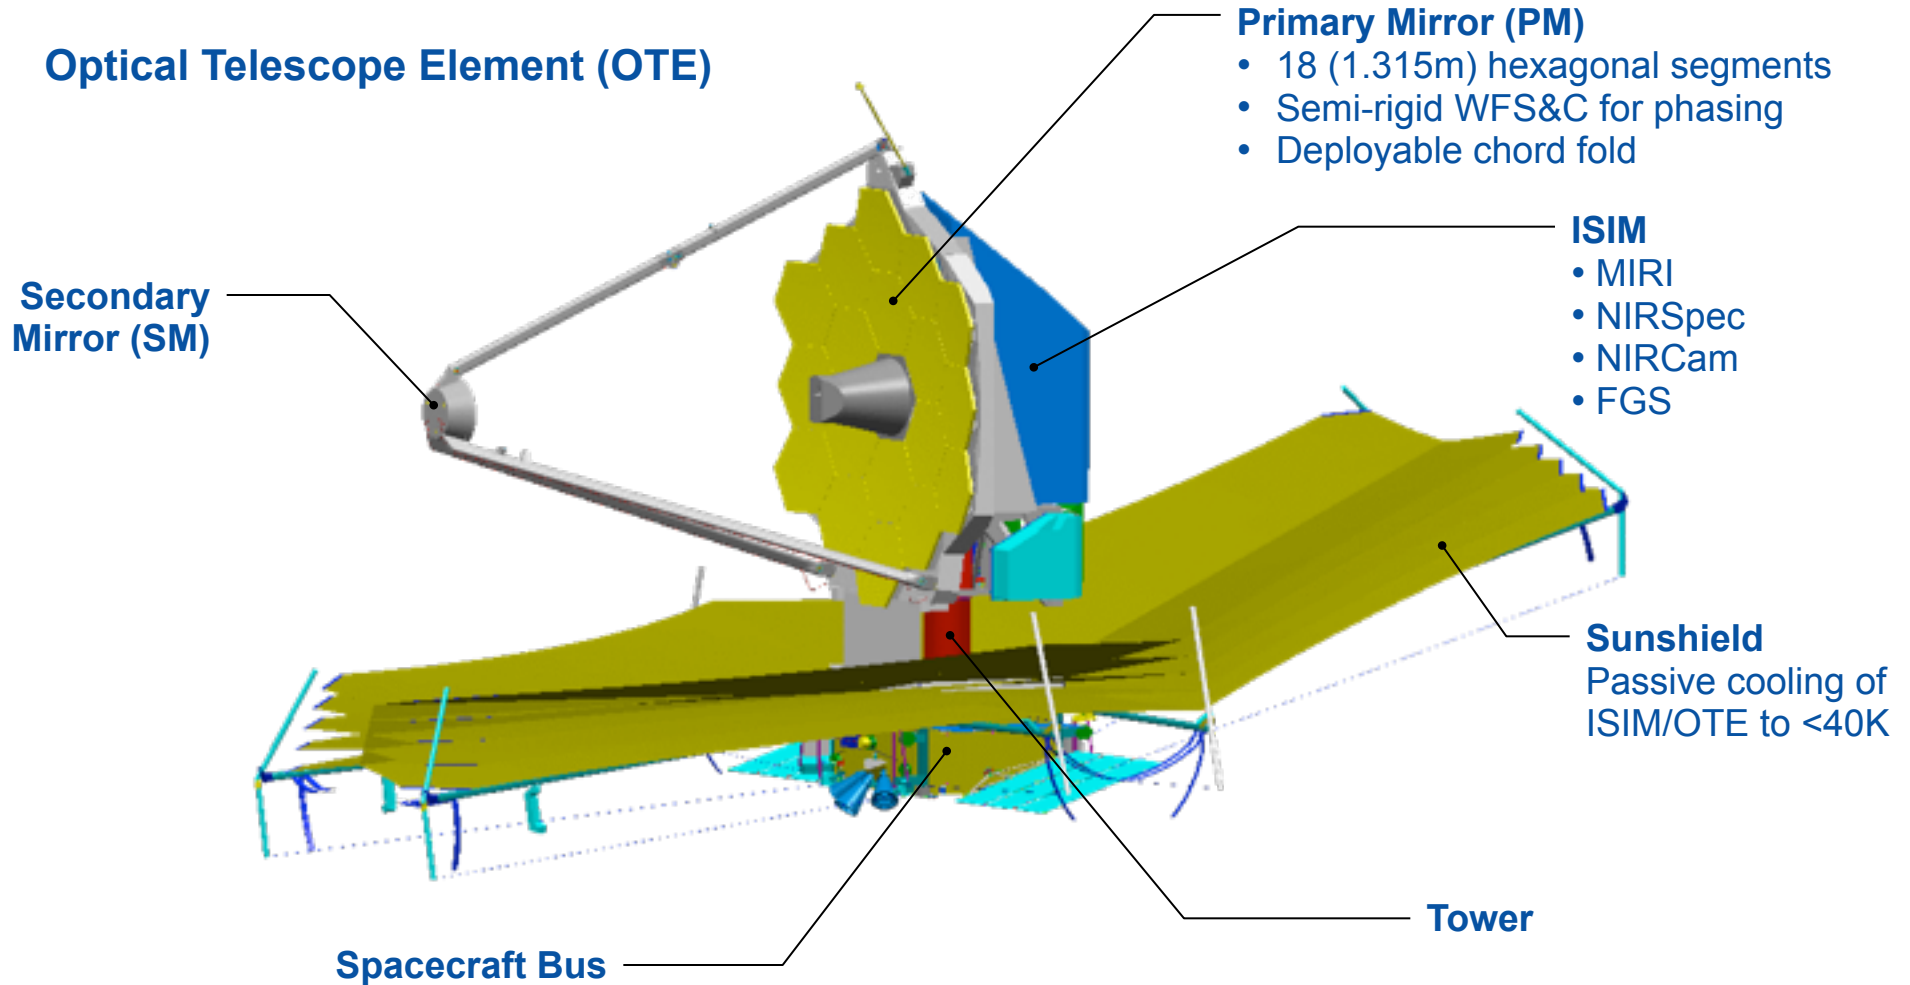 Optical Telescope Element (OTE)
Primary Mirror (PM)
• 18 (1.315m) hexagonal segments
• Semi-rigid WFS&C for phasing
• Deployable chord fold
ISIM
• MIRI
• NIRSpec
• NIRCam
• FGS
Secondary
Mirror (SM)
Sunshield
Passive cooling of
ISIM/OTE to <40K
Tower
Spacecraft Bus